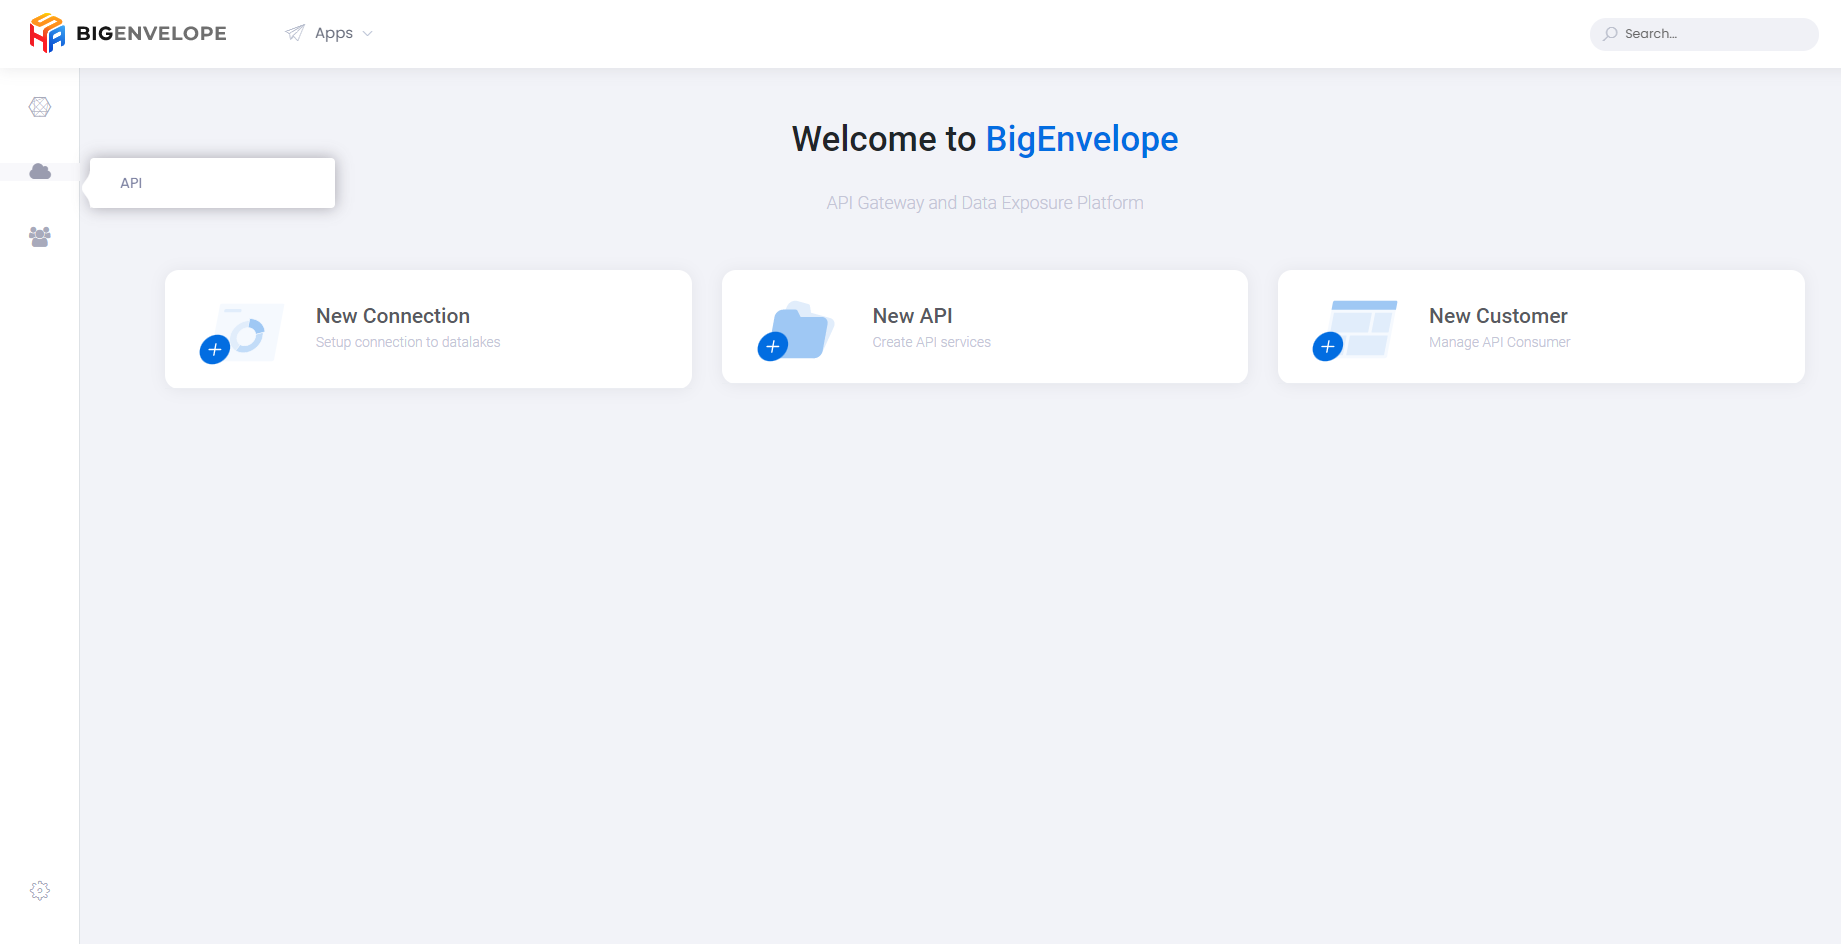 BIGENVELOPE
Apps
Search...
API
Welcome to BigEnvelope
API Gateway and Data Exposure Platform
New Connection
Setup connection to datalakes
New API
Create API services
New Customer
Manage API Consumer